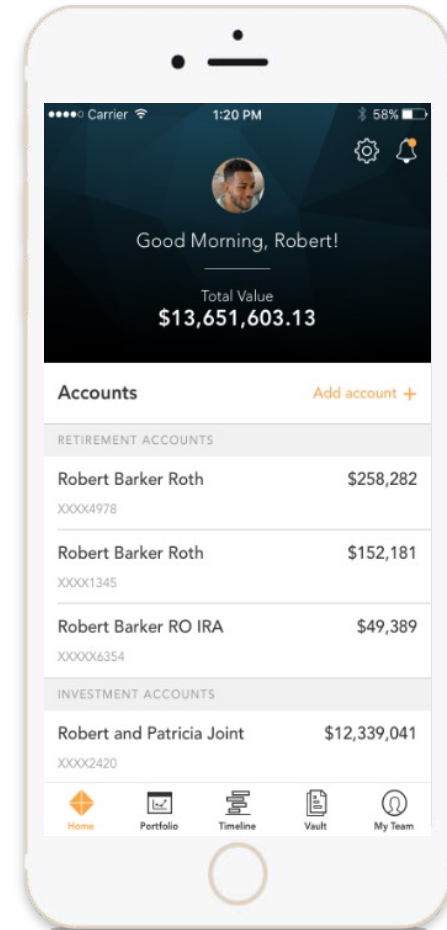 Carrier 1:20 PM 58%
Good Morning, Robert!
Total Value
$13,651,603.13
Accounts Add account +
RETIREMENT ACCOUNTS
Robert Barker Roth $258,282
XXXX4978
Robert Barker Roth $152,181
XXXX1345
Robert Barker RO IRA $49,389
XXXXX6354
INVESTMENT ACCOUNTS
Robert and Patricia Joint $12,339,041
XXXX2420
Home Portfolio Timeline Vault My Team